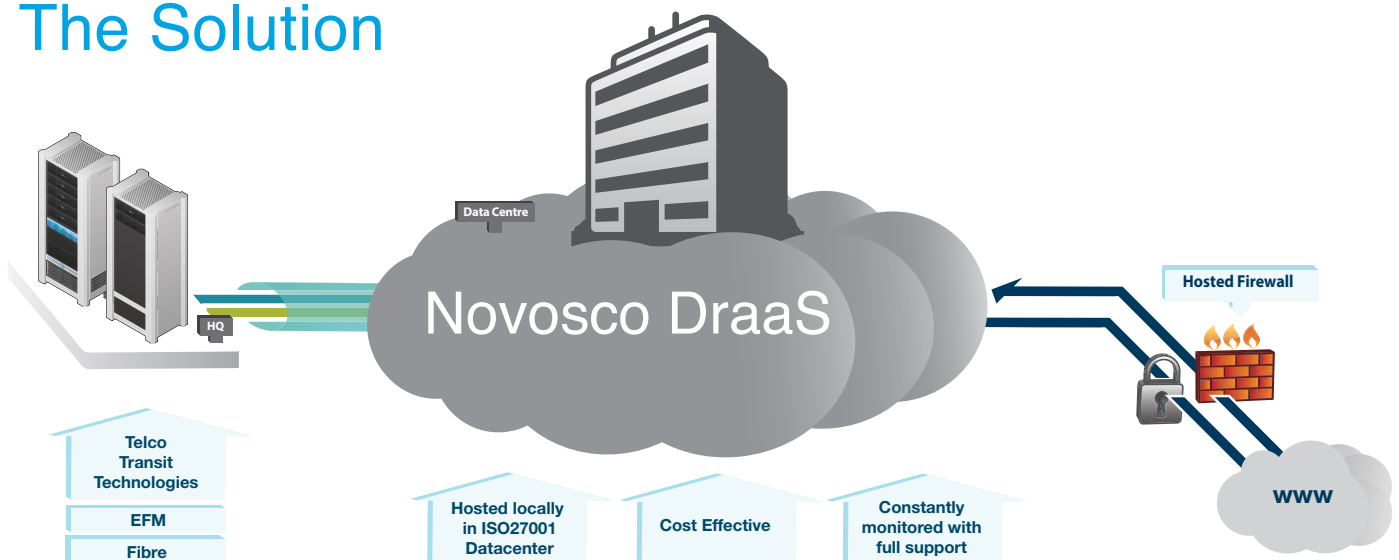 The Solution
Data Centre
Novosco DraaS
HQ
Hosted Firewall
www
Telco
Transit
Technologies
EFM
Fibre
Hosted locally
in ISO27001
Datacenter
Cost Effective
Constantly
monitored with
full support